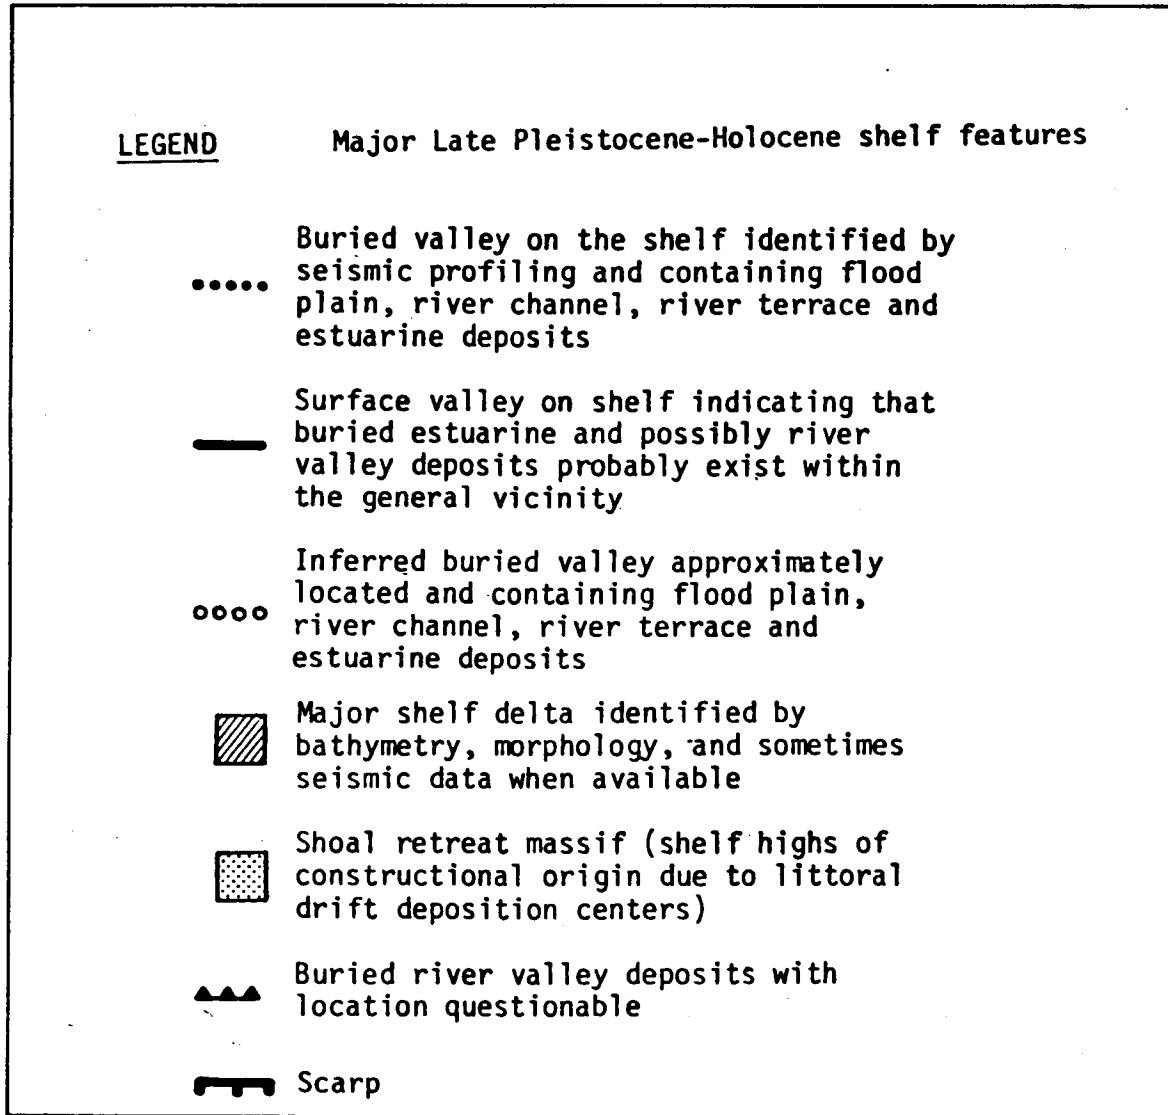 LEGEND Major Late Pleistocene-Holocene shelf features
Buried valley on the shelf identified by
seismic profiling and containing flood
plain, river channel, river terrace and
estuarine deposits
Surface valley on shelf indicating that
buried estuarine and possibly river
valley deposits probably exist within
the general vicinity
Inferred buried valley approximately
located and containing flood plain,
river channel, river terrace and
estuarine deposits
Major shelf delta identified by
bathymetry, morphology, and sometimes
seismic data when available
Shoal retreat massif (shelf highs of
constructional origin due to littoral
drift deposition centers)
Buried river valley deposits with
location questionable
Scarp